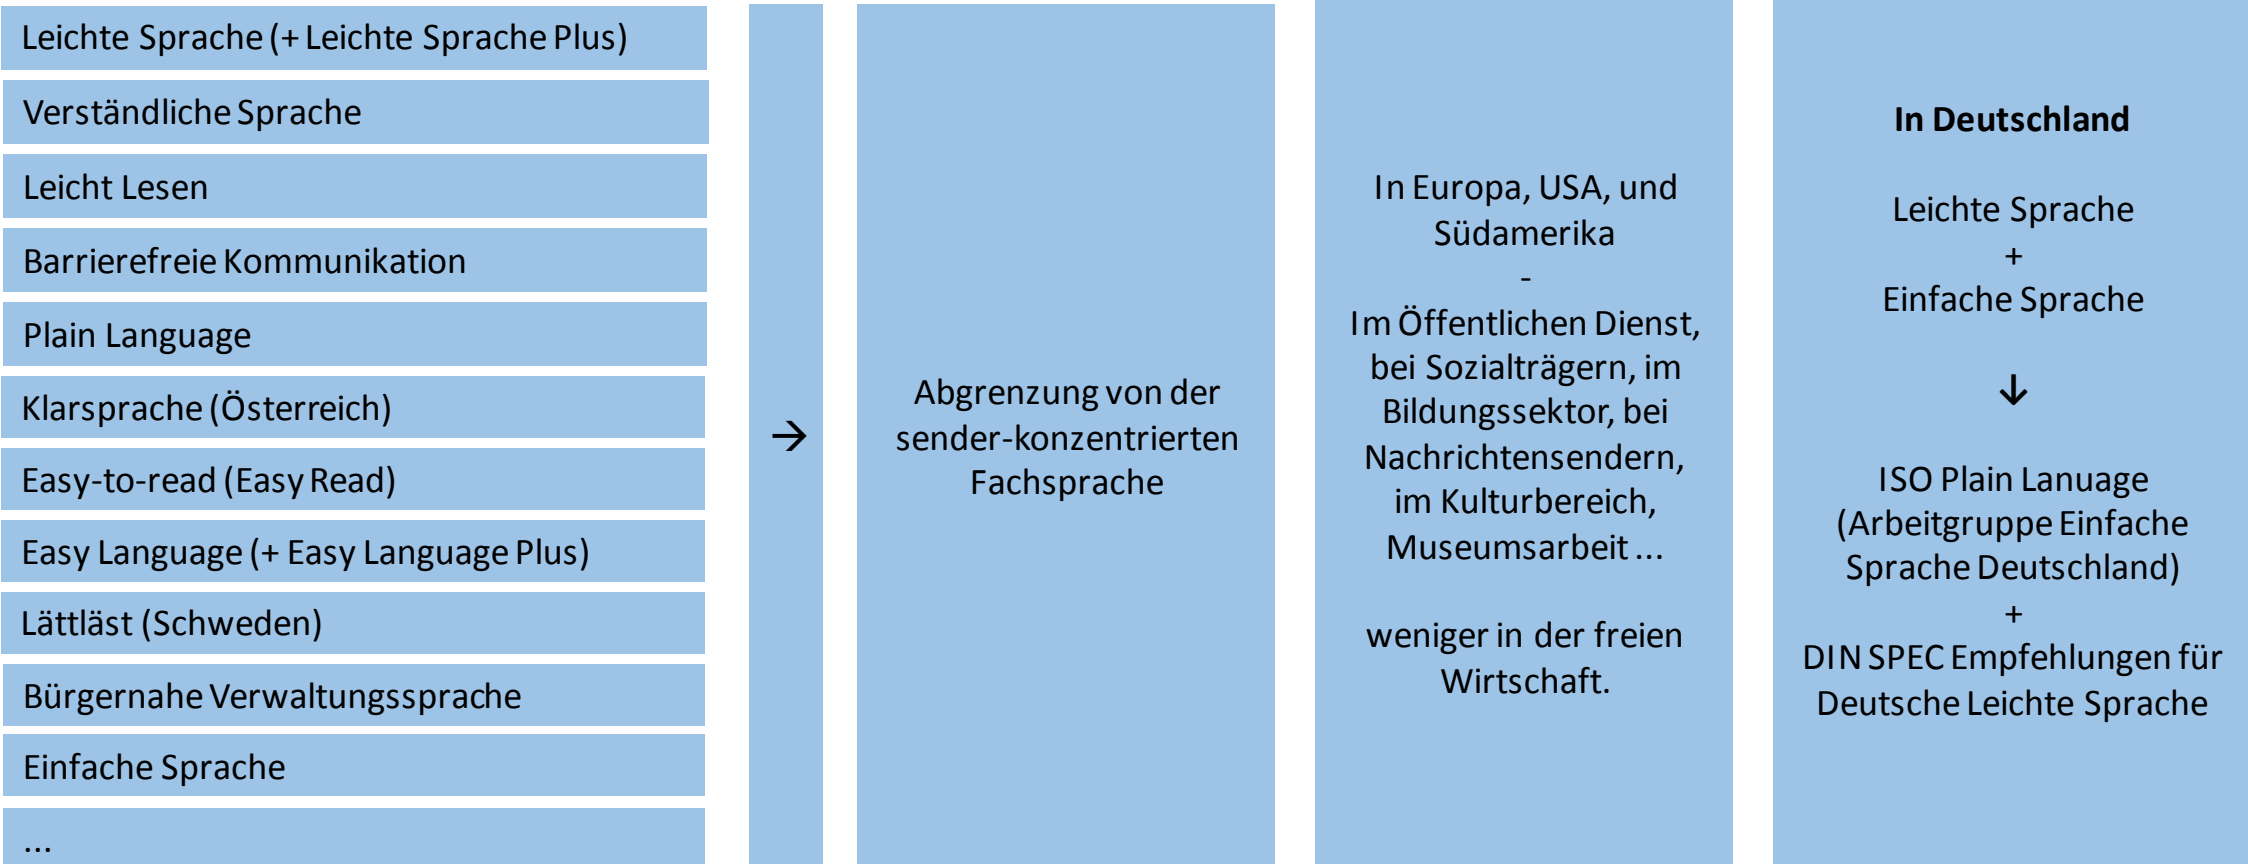 Leichte Sprache (+ Leichte Sprache Plus)
Verständliche Sprache
Leicht Lesen
Barrierefreie Kommunikation
Plain Language
Klarsprache (Österreich)
Easy-to-read (Easy Read)
Easy Language (+ Easy Language Plus)
Lättläst (Schweden)
Bürgernahe Verwaltungssprache
Einfache Sprache
...
→
Abgrenzung von der
sender-konzentrierten
Fachsprache
In Europa, USA, und
Südamerika
-
Im Öffentlichen Dienst,
bei Sozialträgern, im
Bildungssektor, bei
Nachrichtensendern,
im Kulturbereich,
Museumsarbeit ...
weniger in der freien
Wirtschaft.
In Deutschland
Leichte Sprache
+
Einfache Sprache
↓
ISO Plain Lanuage
(Arbeitgruppe Einfache
Sprache Deutschland)
+
DIN SPEC Empfehlungen für
Deutsche Leichte Sprache